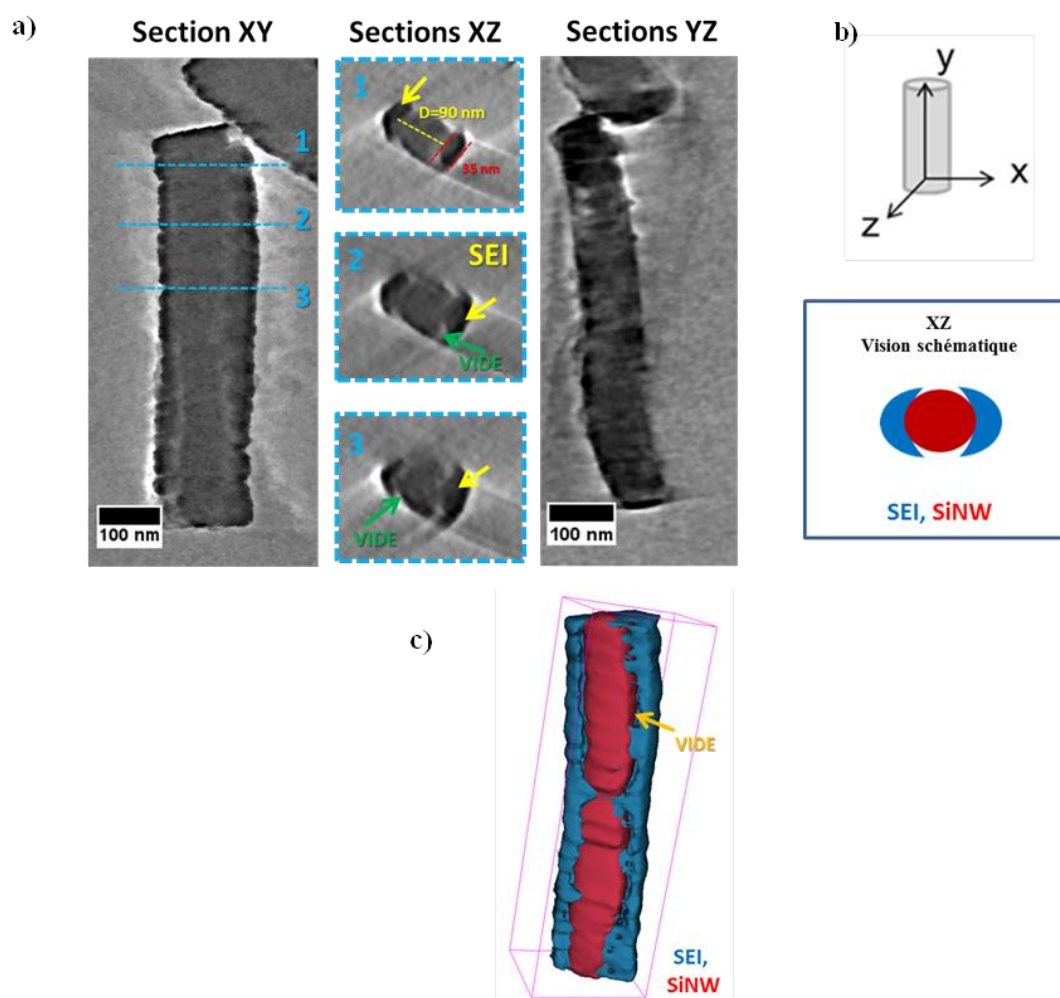 a)
Section XY
Sections XZ
Sections YZ
b)
1
2
3
100 nm
1
D=90 nm
35 nm
2
SEI
VIDE
3
VIDE
100 nm
y
x
z
XZ
Vision schématique
SEI, SiNW
c)
VIDE
SEI,
SiNW